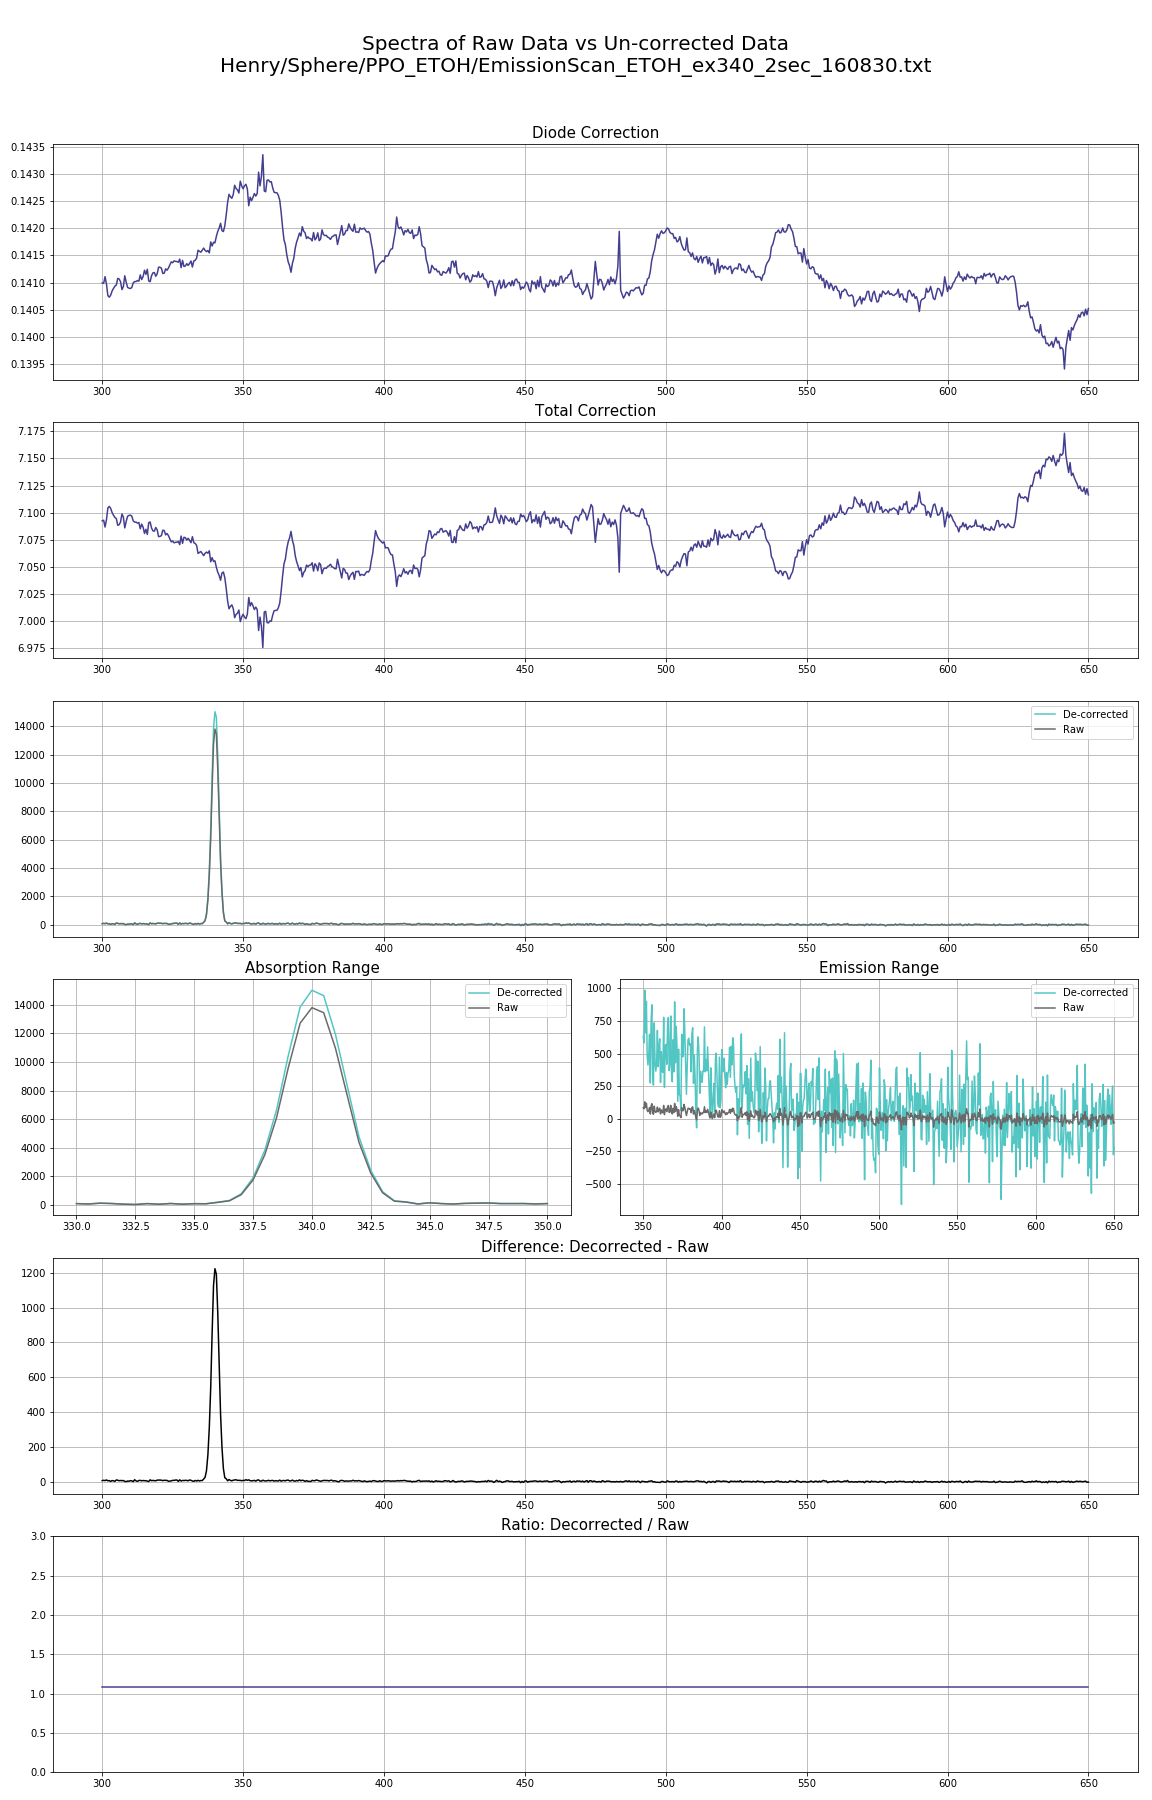 Spectra of Raw Data vs Un-corrected Data
Henry/Sphere/PPO_ETOH/EmissionScan_ETOH_ex340_2sec_160830.txt
Diode Correction
0.1435
0.1430
0.1425
0.1420
0.1415
0.1410
0.1405
0.1400
0.1395
300 350 400 450 500 550 600 650
Total Correction
7.175
7.150
7.125
7.100
7.075
7.050
7.025
7.000
6.975
300 350 400 450 500 550 600 650
De-corrected
Raw
14000
12000
10000
8000
6000
4000
2000
0
300 350 400 450 500 550 600 650
Absorption Range
De-corrected
Raw
14000
12000
10000
8000
6000
4000
2000
0
330.0 332.5 335.0 337.5 340.0 342.5 345.0 347.5 350.0
Emission Range
De-corrected
Raw
1000
750
500
250
0
−250
−500
350 400 450 500 550 600 650
Difference: Decorrected - Raw
1200
1000
800
600
400
200
0
300 350 400 450 500 550 600 650
Ratio: Decorrected / Raw
3.0
2.5
2.0
1.5
1.0
0.5
0.0
300 350 400 450 500 550 600 650